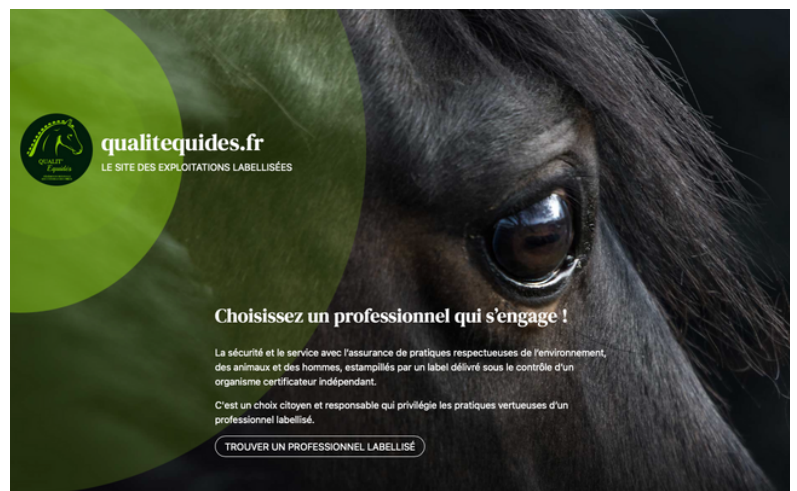 QUALIT'
Equidés
qualitequides.fr
LE SITE DES EXPLOITATIONS LABELLISÉES
Choisissez un professionnel qui s'engage !
La sécurité et le service avec l'assurance de pratiques respectueuses de l'environnement,
des animaux et des hommes, estampillés par un label délivré sous le contrôle d'un
organisme certificateur indépendant.
C'est un choix citoyen et responsable qui privilégie les pratiques vertueuses d'un
professionnel labellisé.
TROUVER UN PROFESSIONNEL LABELLISÉ